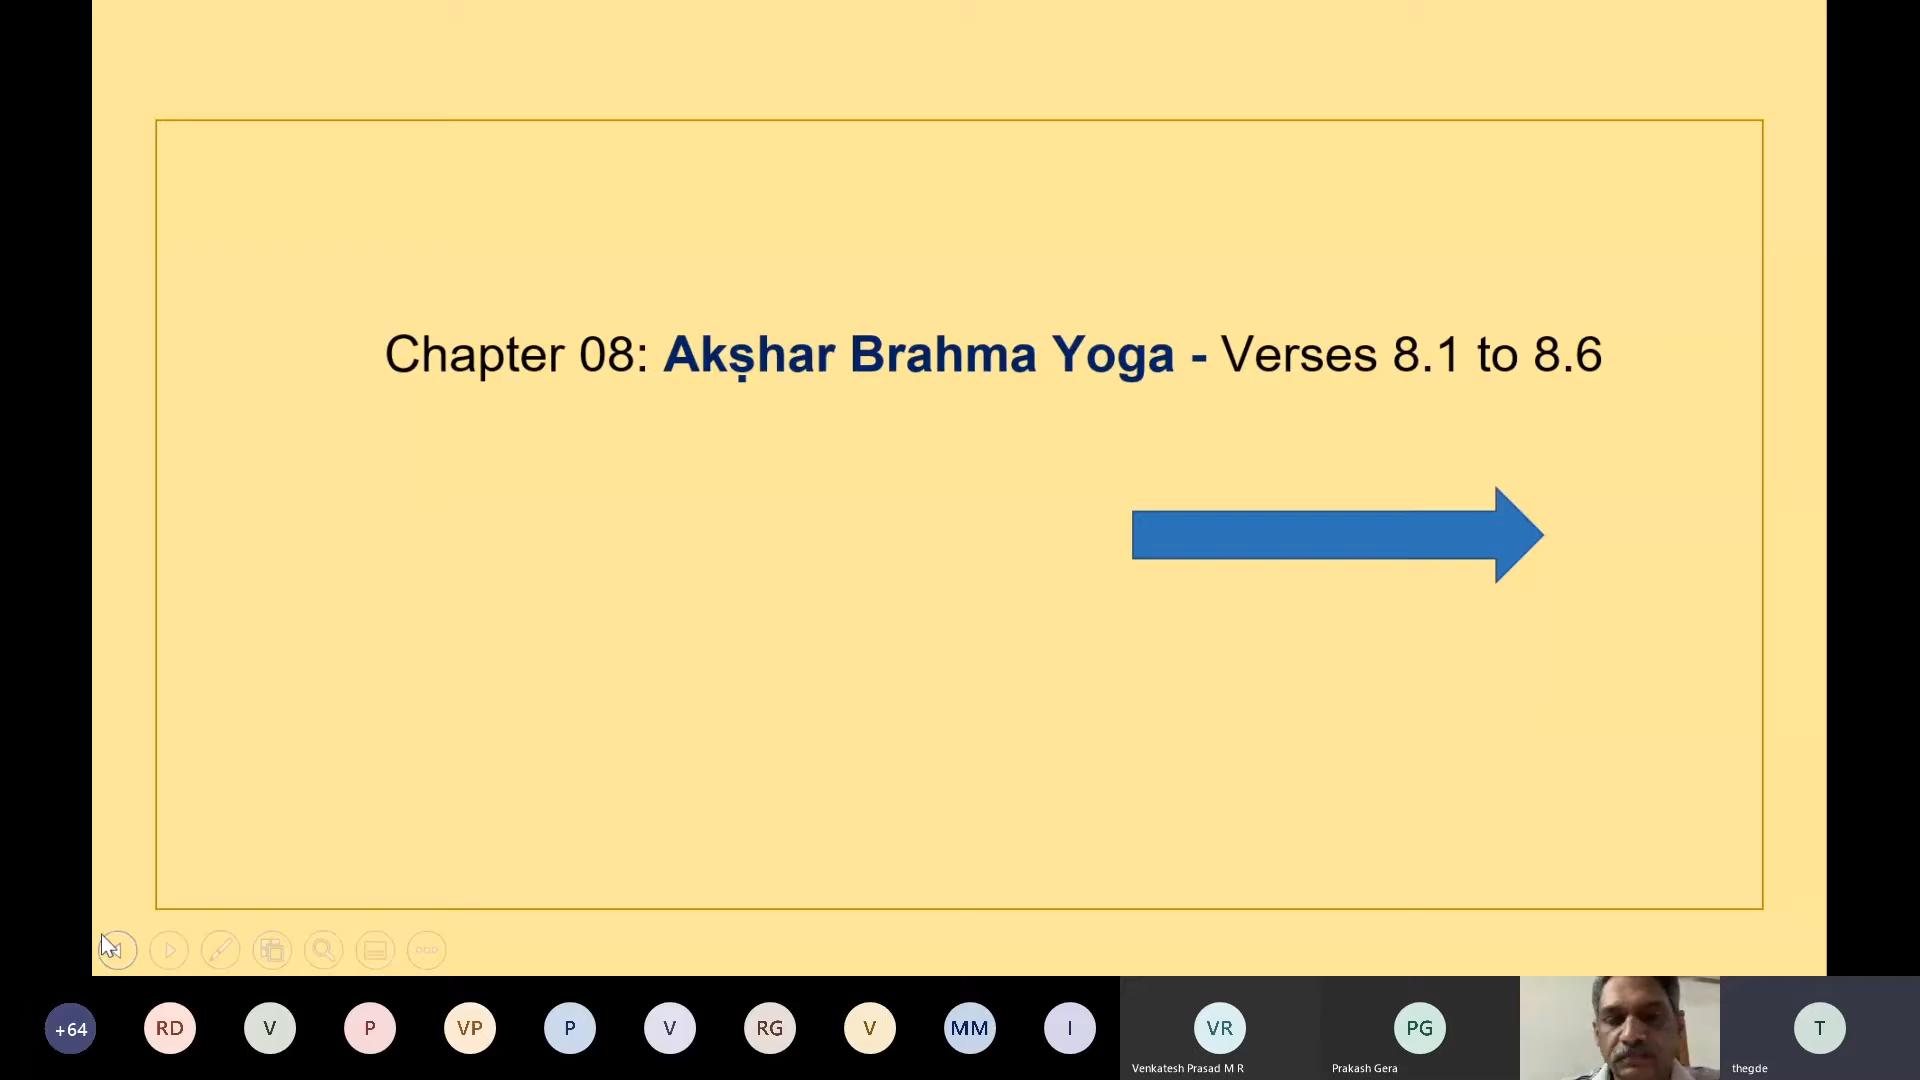 Chapter 08: Akṣhar Brahma Yoga - Verses 8.1 to 8.6
+64
RD
V
P
VP
P
V
RG
V
MM
I
VR
PG
T
Venkatesh Prasad M R
Prakash Gera
thegde